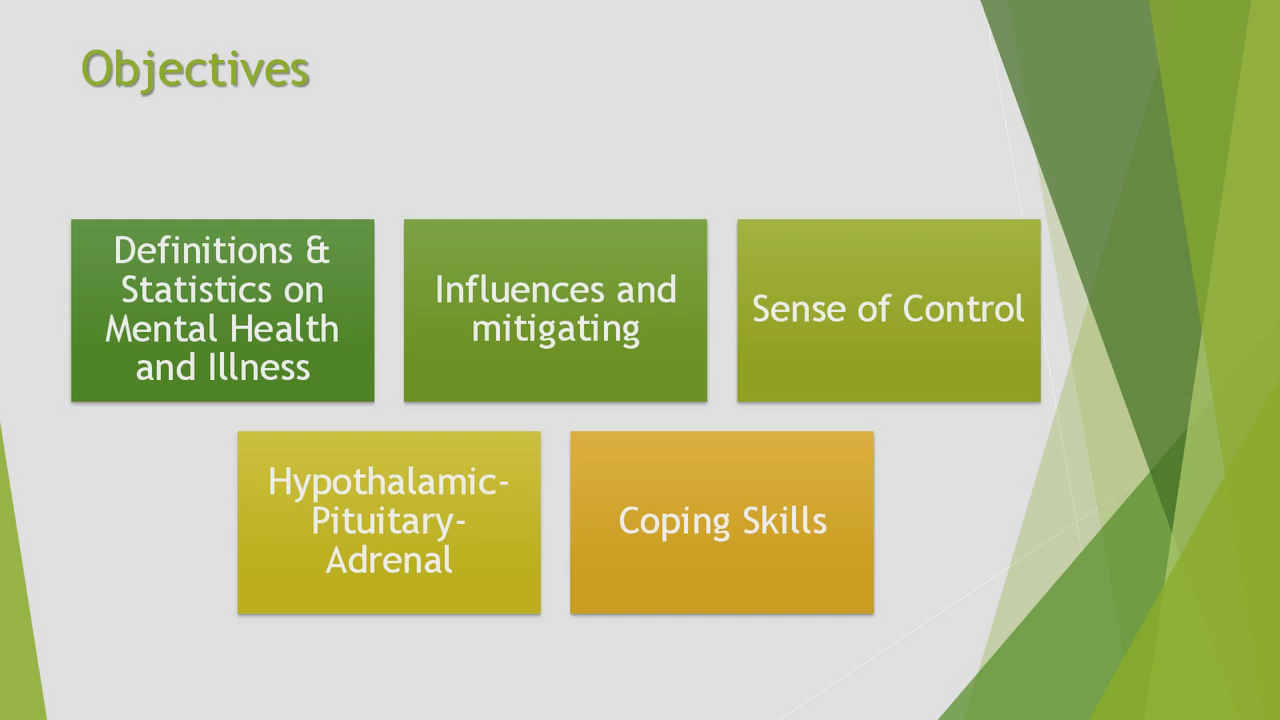 Objectives
Definitions &
Statistics on
Mental Health
and Illness
Influences and
mitigating
Sense of Control
Hypothalamic-
Pituitary-
Adrenal
Coping Skills